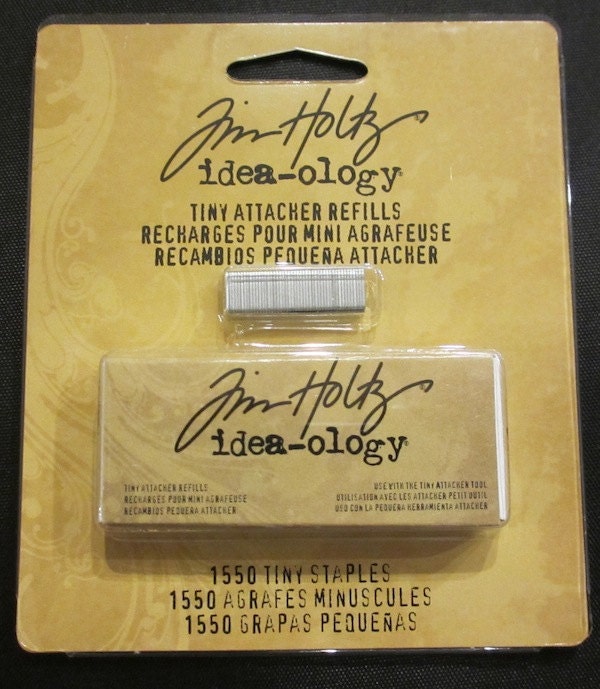 Tim Holtz
idea-ology
TINY ATTACHER REFILLS
RECHARGES POUR MINI AGRAFEUSE
RECAMBIOS PEQUEÑA ATTACHER
Tim Holtz
idea-ology
TINY ATTACHER REFILLS
RECHARGES POUR MINI AGRAFEUSE
RECAMBIOS PEQUERA ATTACHER
USE WITH THE TINY ATTACHER TOOL
UTILISATION AVEC LES ATTACHER PETIT OUTIL
USO CON LA PEQUERA HERRAMIENTA ATTACHER
1550 TINY STAPLES
1550 AGRAFES MINUSCULES
1550 GRAPAS PEQUEÑAS